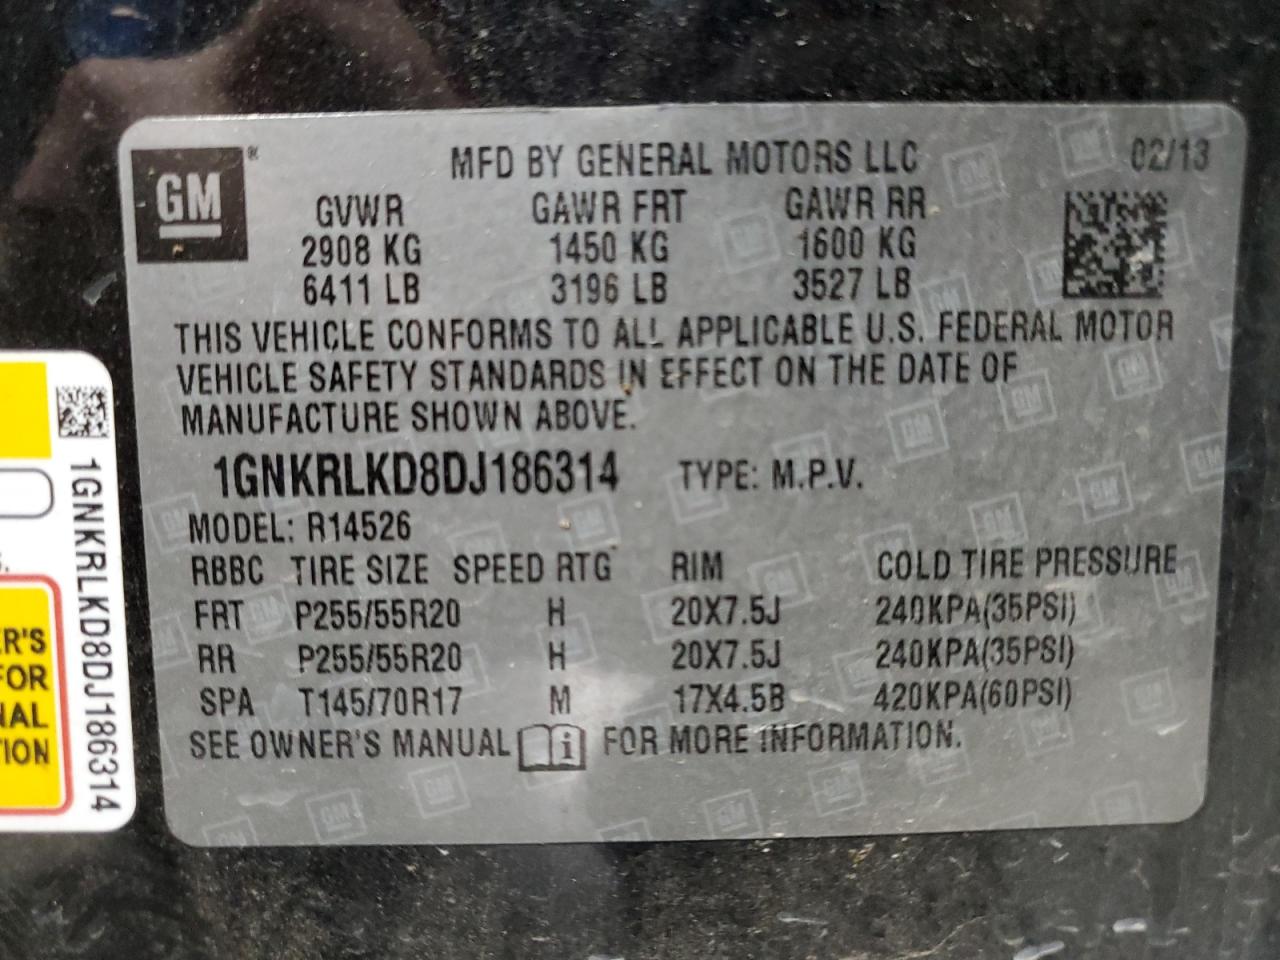 GM®
MFD BY GENERAL MOTORS LLC 02/13
GVWR GAWR FRT GAWR RR
2908 KG 1450 KG 1600 KG
6411 LB 3196 LB 3527 LB
THIS VEHICLE CONFORMS TO ALL APPLICABLE U.S. FEDERAL MOTOR
VEHICLE SAFETY STANDARDS IN EFFECT ON THE DATE OF
MANUFACTURE SHOWN ABOVE.
1GNKRLKD8DJ186314 TYPE: M.P.V.
MODEL: R14526
RBBC TIRE SIZE SPEED RTG RIM COLD TIRE PRESSURE
FRT P255/55R20 H 20X7.5J 240KPA(35PSI)
RR P255/55R20 H 20X7.5J 240KPA(35PSI)
SPA T145/70R17 M 17X4.5B 420KPA(60PSI)
SEE OWNER'S MANUAL FOR MORE INFORMATION.
1GNKRLKD8DJ186314
ER'S
FOR
NAL
TION